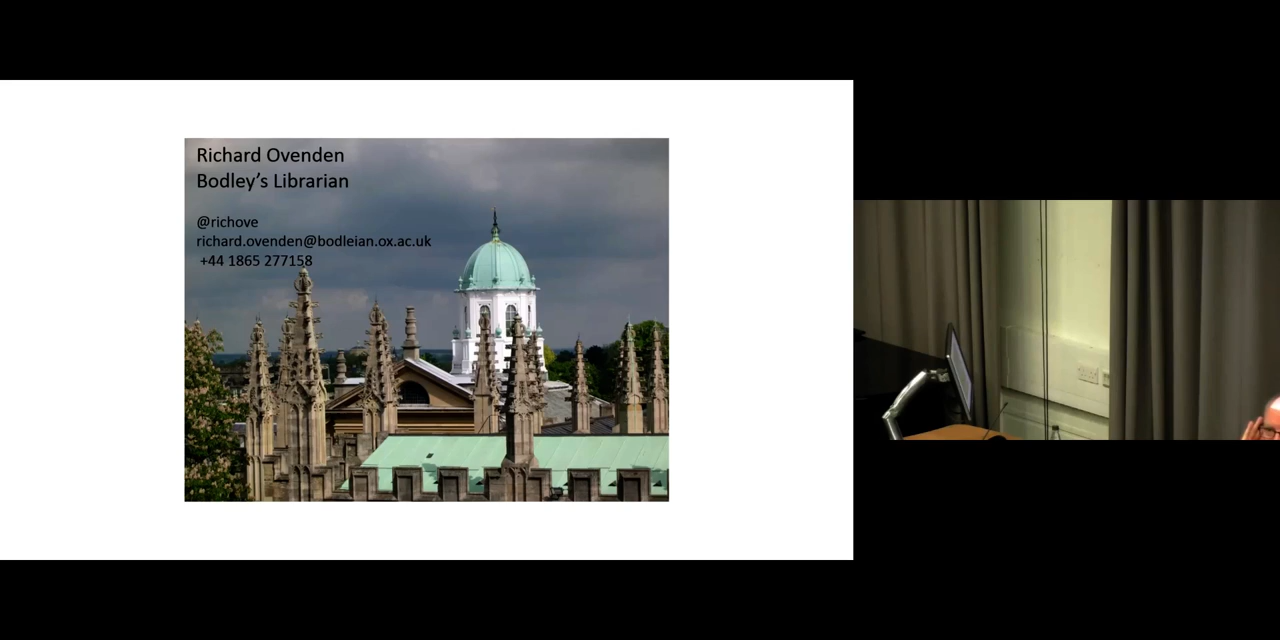 Richard Ovenden
Bodley’s Librarian
@richove
richard.ovenden@bodleian.ox.ac.uk
+44 1865 277158